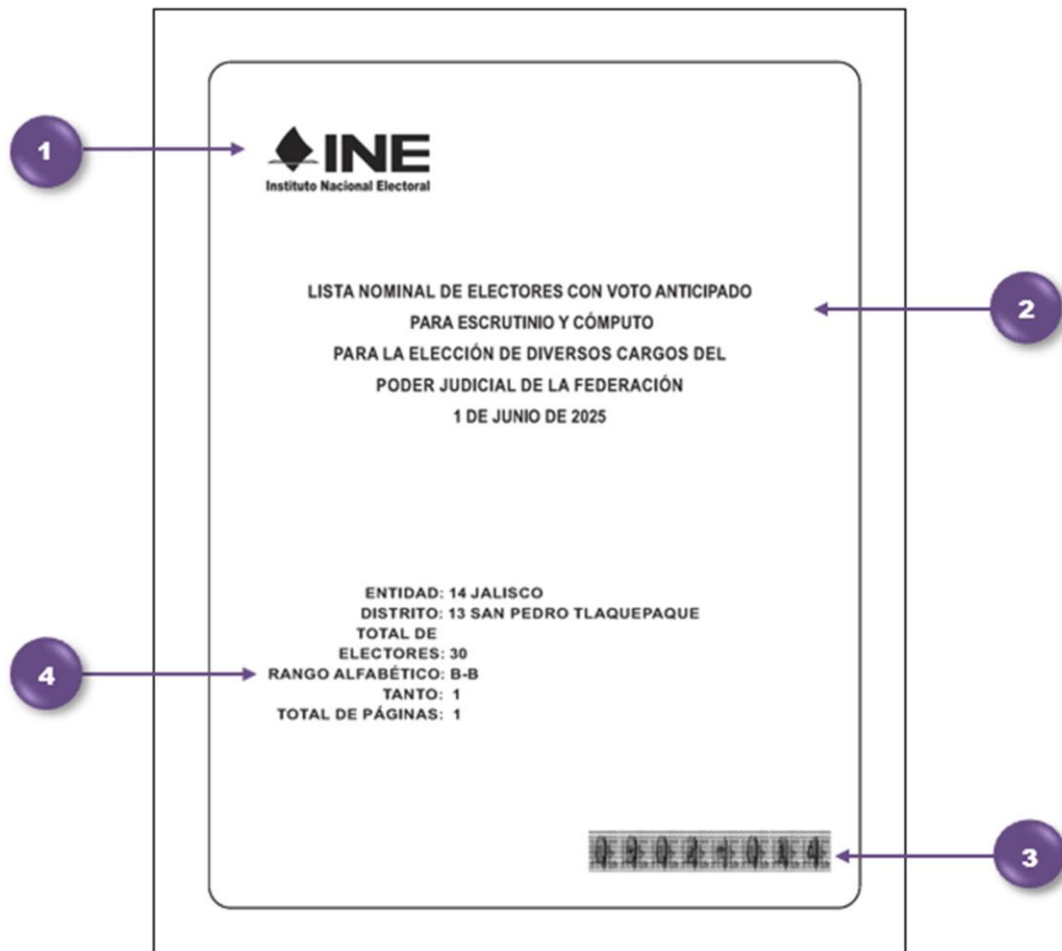 1
INE
Instituto Nacional Electoral
LISTA NOMINAL DE ELECTORES CON VOTO ANTICIPADO
2
PARA ESCRUTINIO Y CÓMPUTO
PARA LA ELECCIÓN DE DIVERSOS CARGOS DEL
PODER JUDICIAL DE LA FEDERACIÓN
1 DE JUNIO DE 2025
ENTIDAD: 14 JALISCO
DISTRITO: 13 SAN PEDRO TLAQUEPAQUE
TOTAL DE
ELECTORES: 30
4
RANGO ALFABÉTICO: B-B
TANTO: 1
TOTAL DE PÁGINAS: 1
3